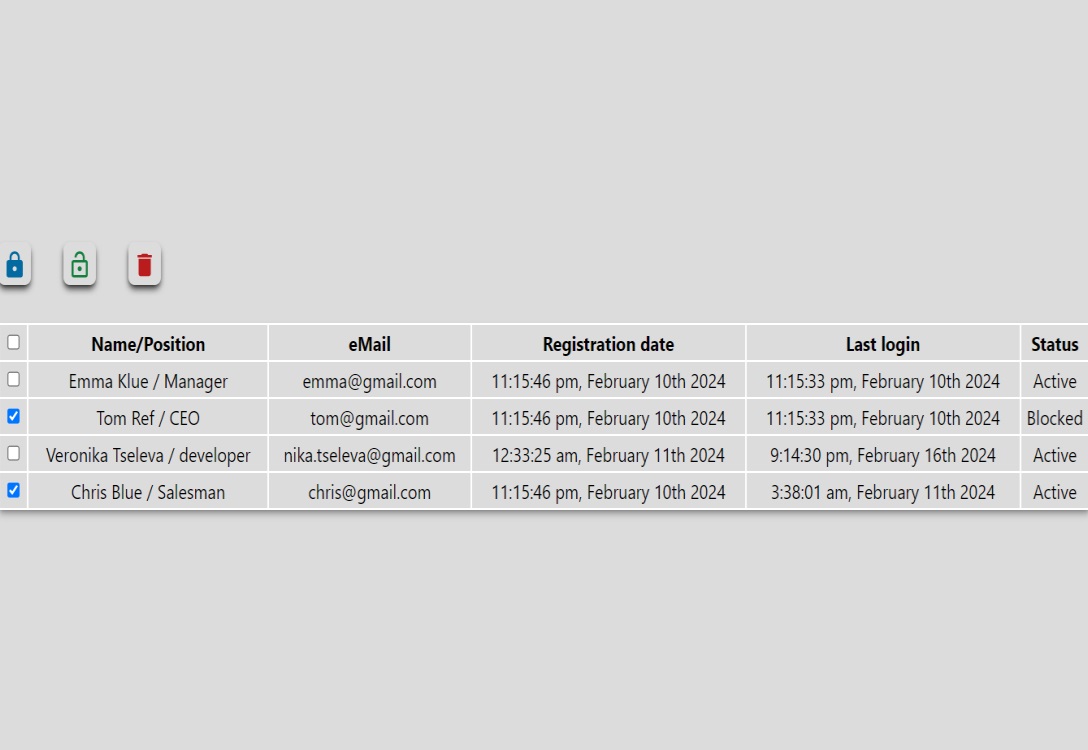 Name/Position eMail Registration date Last login Status
Emma Klue / Manager emma@gmail.com 11:15:46 pm, February 10th 2024 11:15:33 pm, February 10th 2024 Active
Tom Ref / CEO tom@gmail.com 11:15:46 pm, February 10th 2024 11:15:33 pm, February 10th 2024 Blocked
Veronika Tseleva / developer nika.tseleva@gmail.com 12:33:25 am, February 11th 2024 9:14:30 pm, February 16th 2024 Active
Chris Blue / Salesman chris@gmail.com 11:15:46 pm, February 10th 2024 3:38:01 am, February 11th 2024 Active